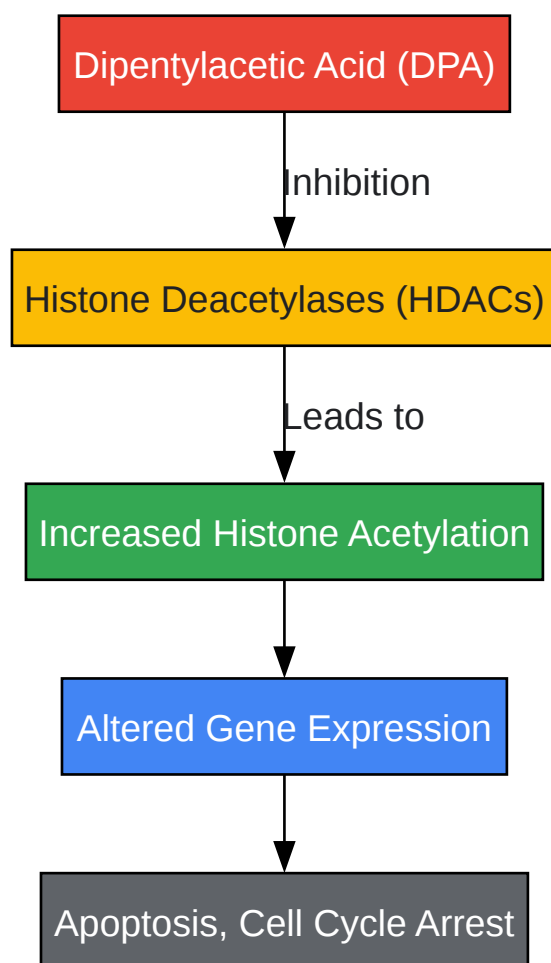 Dipentylacetic Acid (DPA)
Inhibition
Histone Deacetylases (HDACs)
Leads to
Increased Histone Acetylation
Altered Gene Expression
Apoptosis, Cell Cycle Arrest